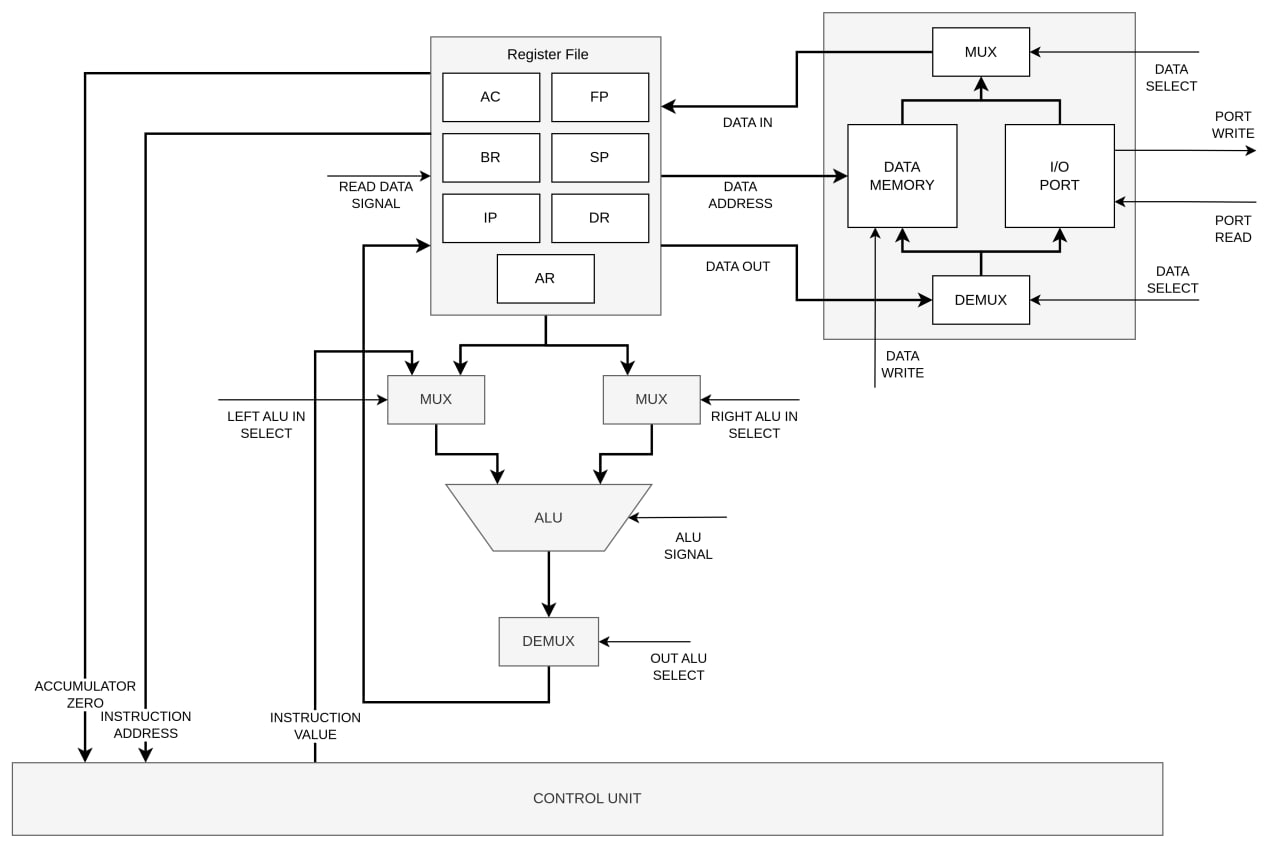 Register File
AC
FP
BR
SP
IP
DR
AR
READ DATA
SIGNAL
DATA IN
DATA
ADDRESS
DATA OUT
MUX
DATA
SELECT
DATA
MEMORY
I/O
PORT
PORT
WRITE
PORT
READ
DEMUX
DATA
SELECT
DATA
WRITE
MUX
MUX
LEFT ALU IN
SELECT
RIGHT ALU IN
SELECT
ALU
ALU
SIGNAL
DEMUX
OUT ALU
SELECT
ACCUMULATOR
ZERO
INSTRUCTION
ADDRESS
INSTRUCTION
VALUE
CONTROL UNIT